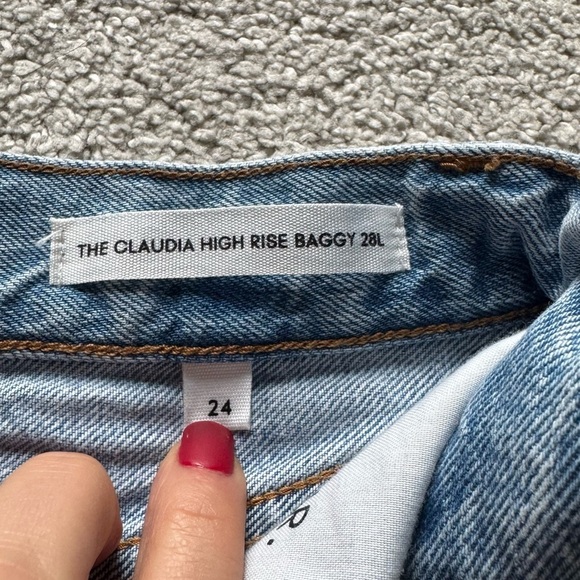 THE CLAUDIA HIGH RISE BAGGY 28L
24